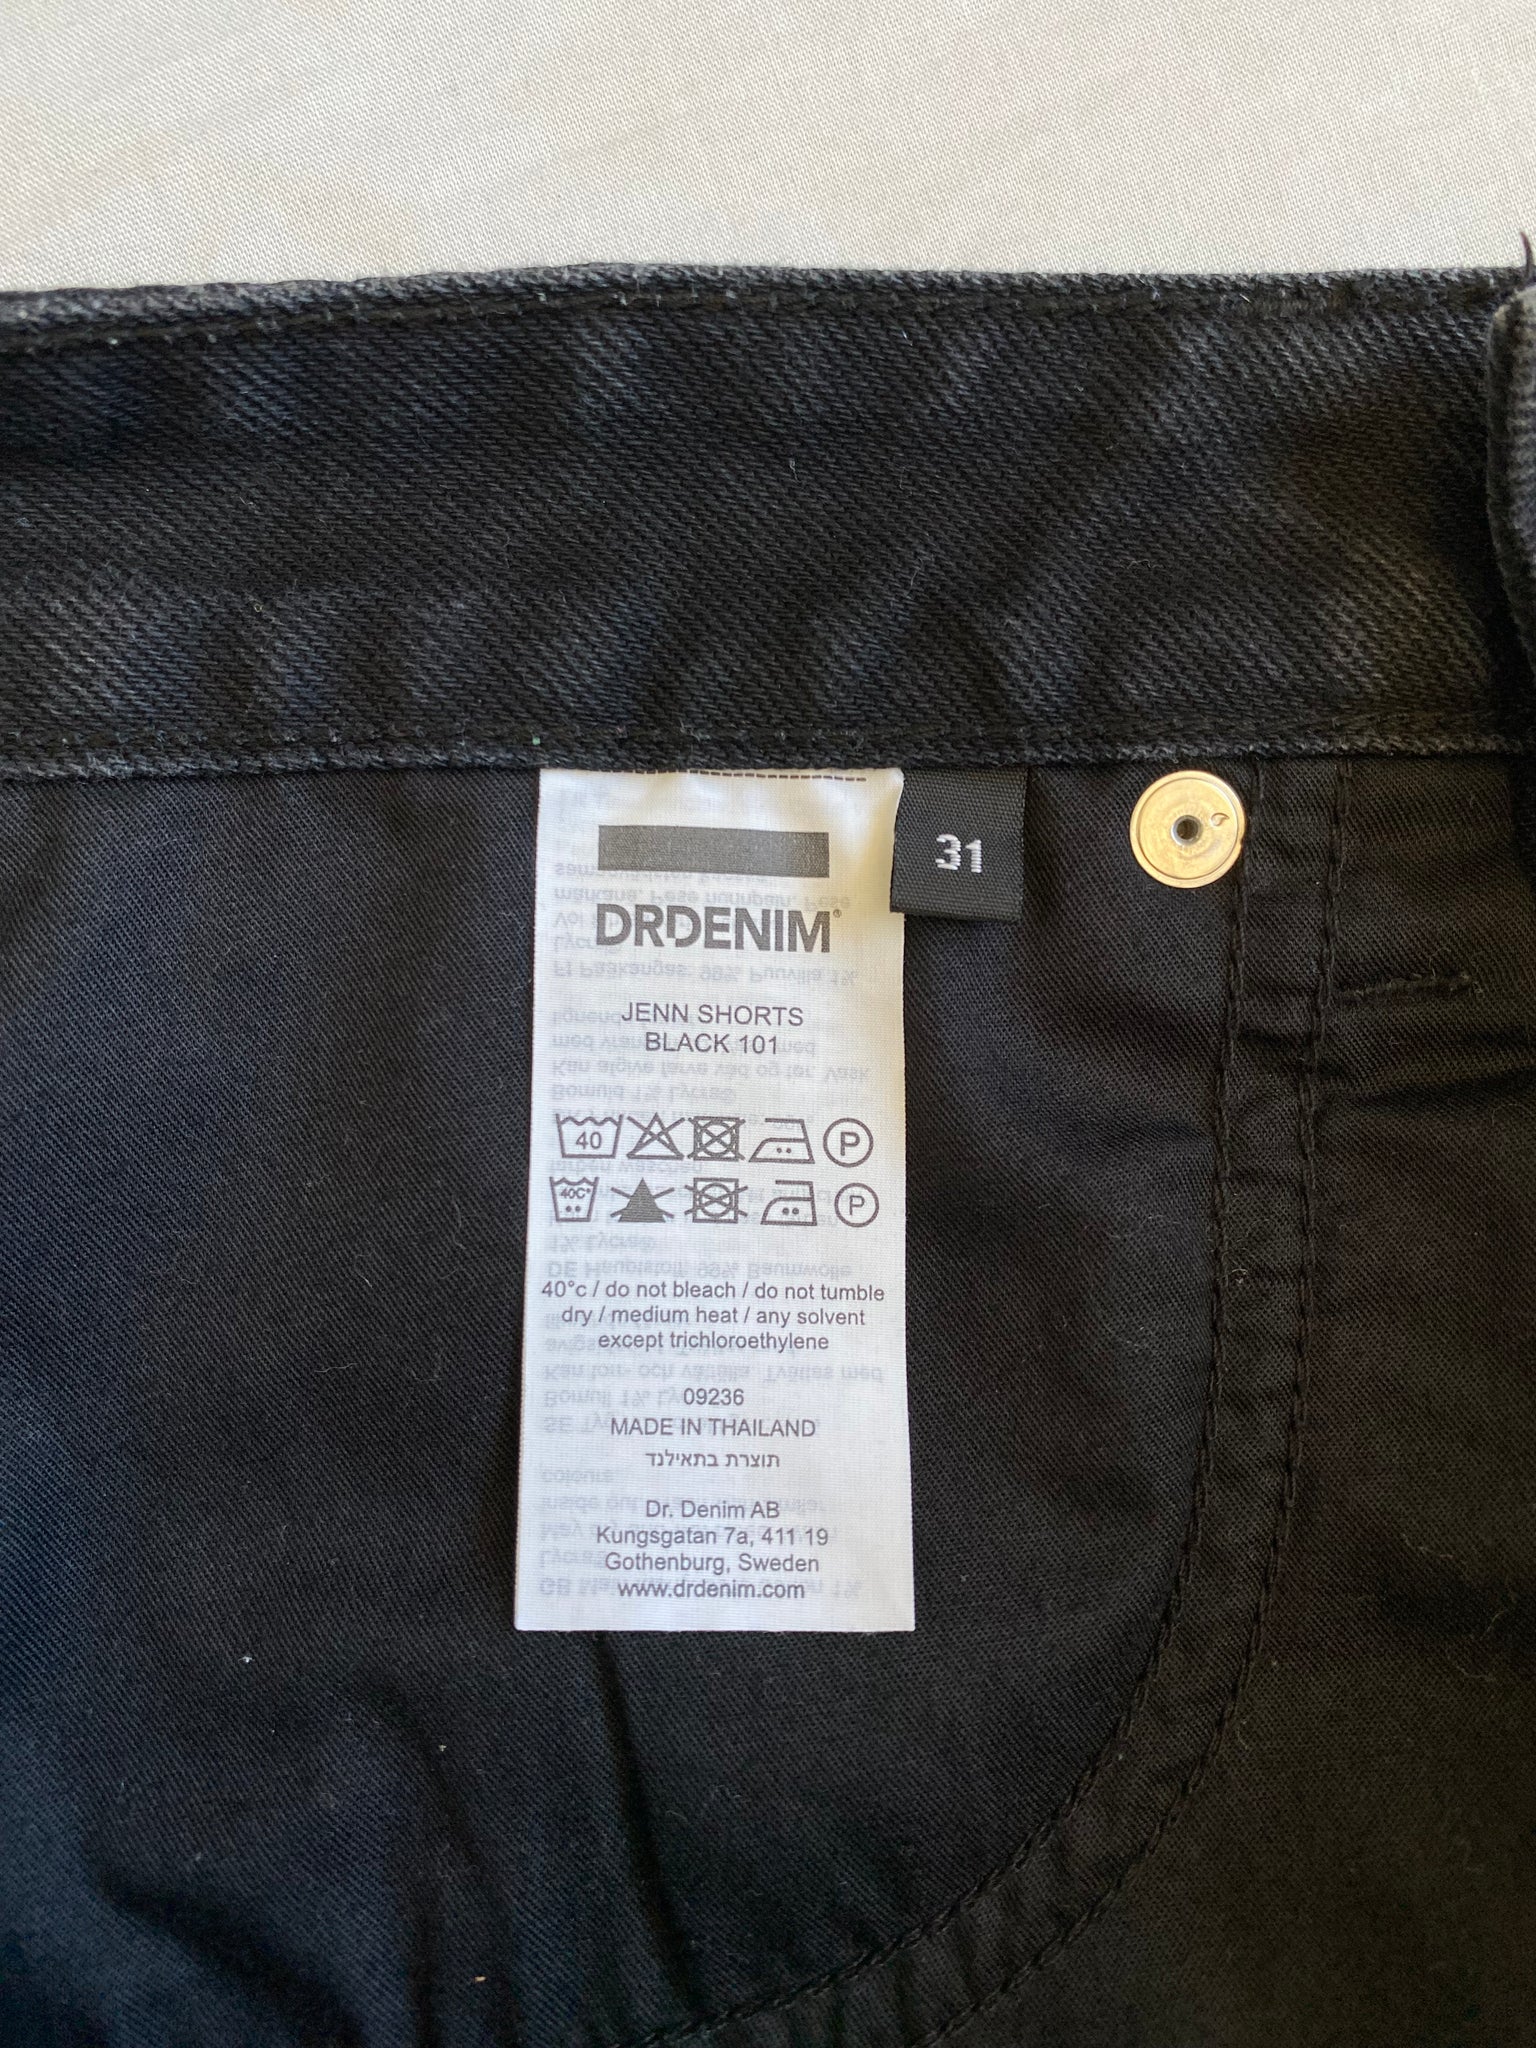 31
DRDENIM®
JENN SHORTS
BLACK 101
40 P
40C° P
40°c / do not bleach / do not tumble
dry / medium heat / any solvent
except trichloroethylene
09236
MADE IN THAILAND
תוצרת בתאילנד
Dr. Denim AB
Kungsgatan 7a, 411 19
Gothenburg, Sweden
www.drdenim.com